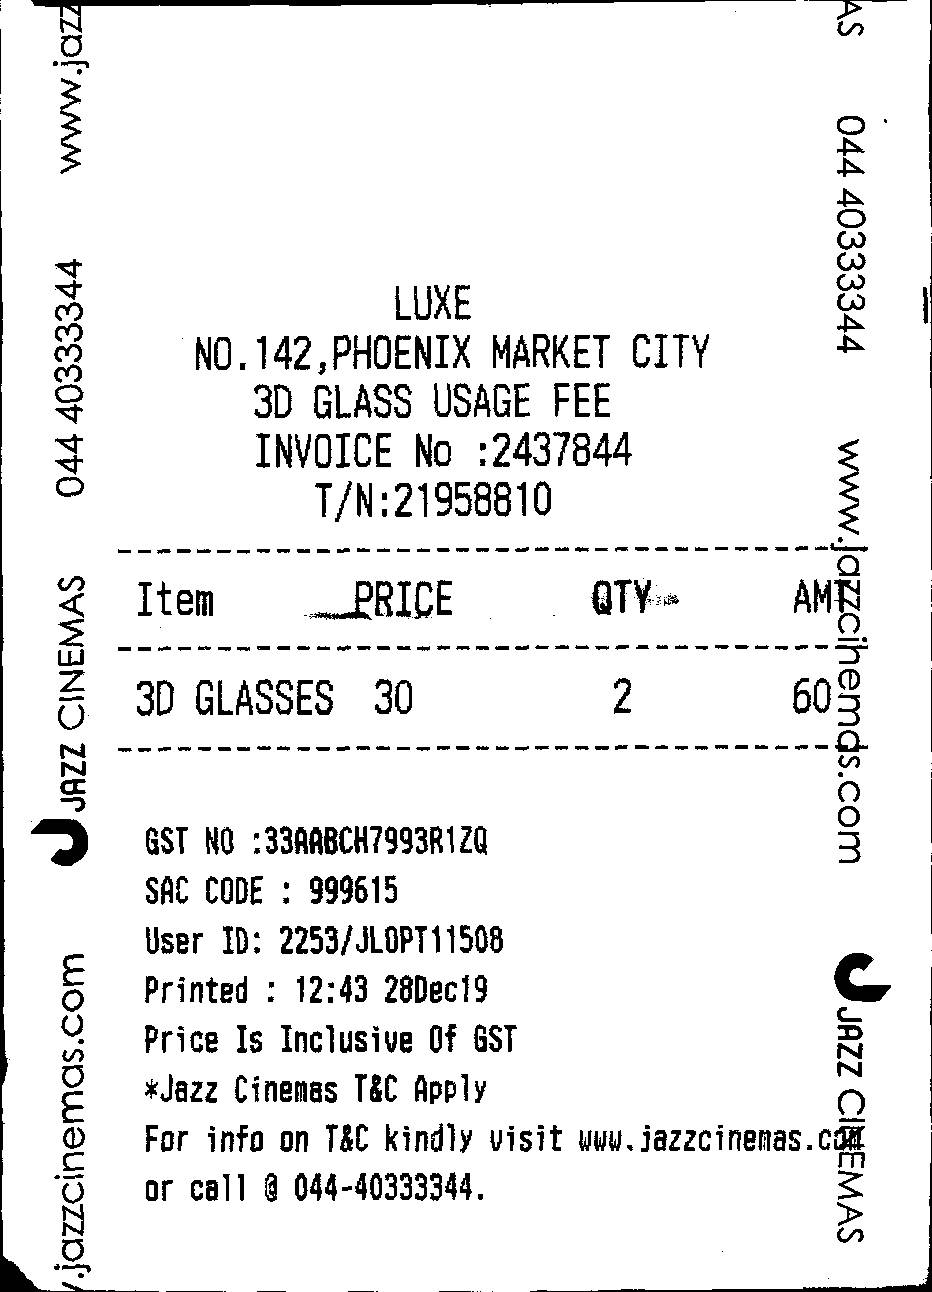 LUXE
NO.142,PHOENIX MARKET CITY
3D GLASS USAGE FEE
INVOICE No :2437844
T/N:21958810
Item PRICE QTY AMT
3D GLASSES 30 2 60
GST NO :33AABCH7993R1ZQ
SAC CODE : 999615
User ID: 2253/JLOPT11508
Printed : 12:43 28Dec19
Price Is Inclusive Of GST
*Jazz Cinemas T&C Apply
For info on T&C kindly visit www.jazzcinemas.com
or call @ 044-40333344.
.jazzcinemas.com JAZZ CINEMAS 044 40333344 www.jazz
AS 044 40333344 www.jazzcinemas.com JAZZ CINEMAS